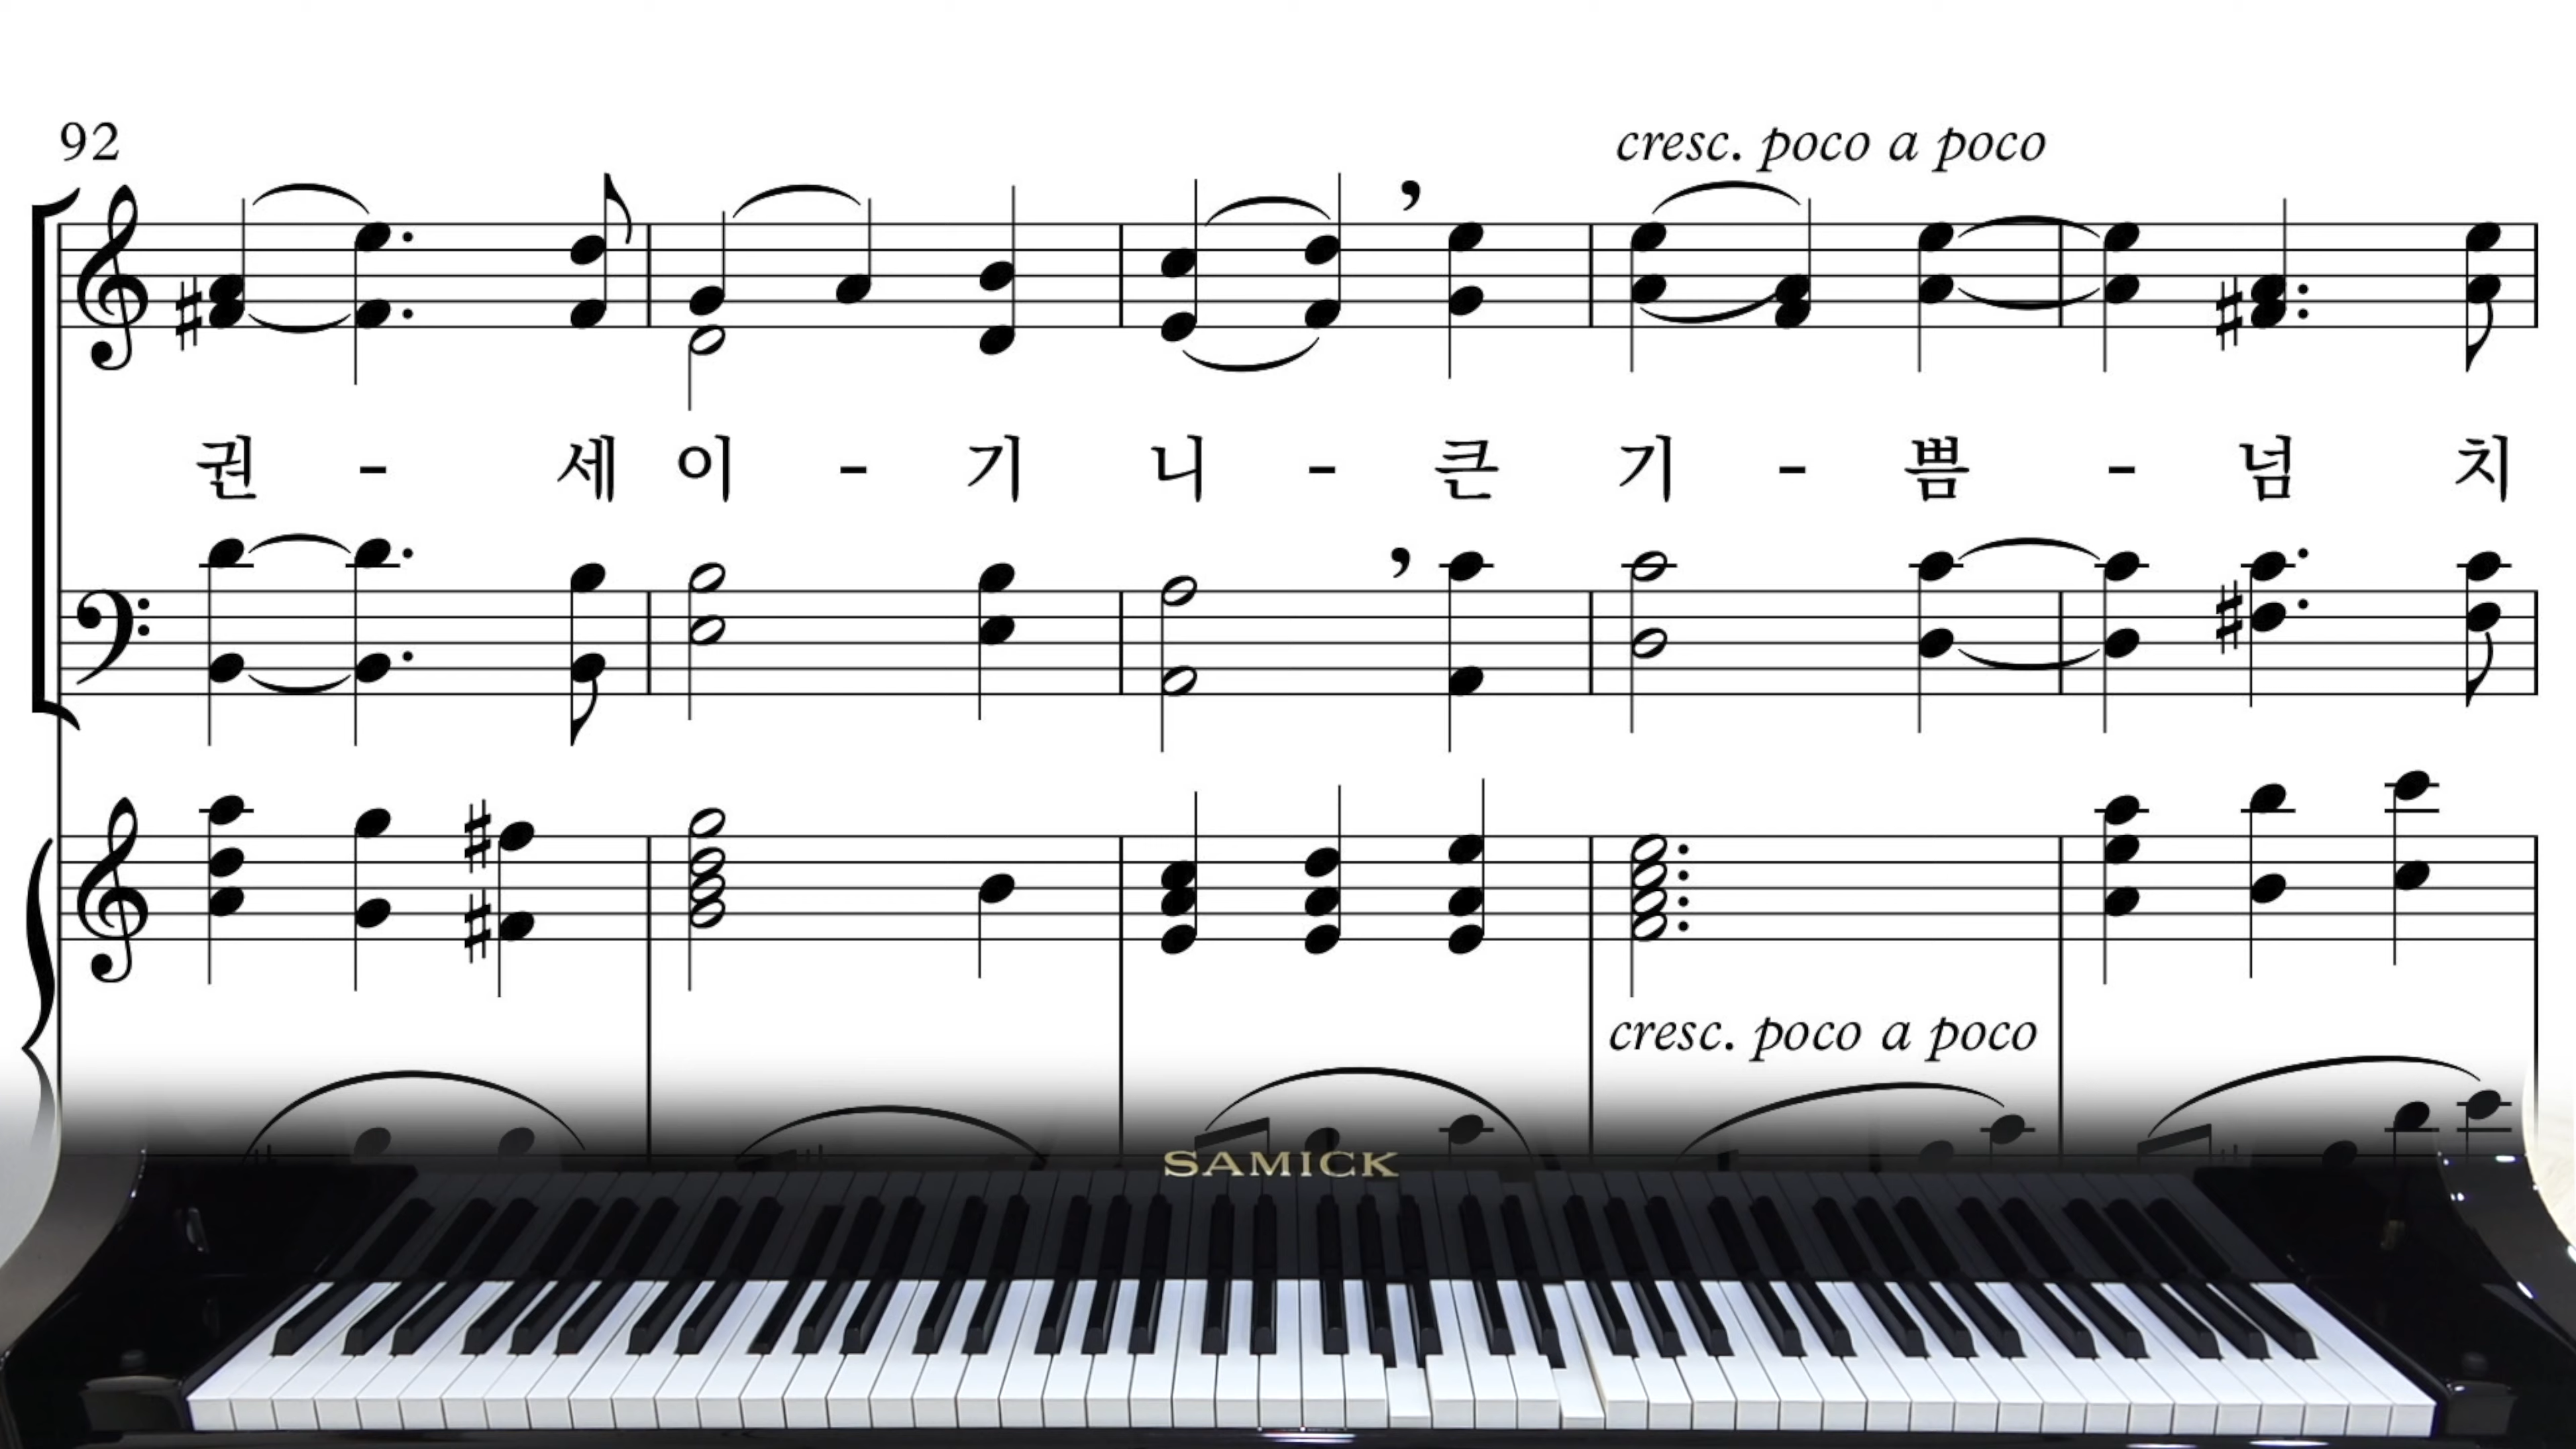 92
cresc. poco a poco
권 - 세 이 - 기 니 - 큰 기 - 쁨 - 넘 치
cresc. poco a poco
SAMICK